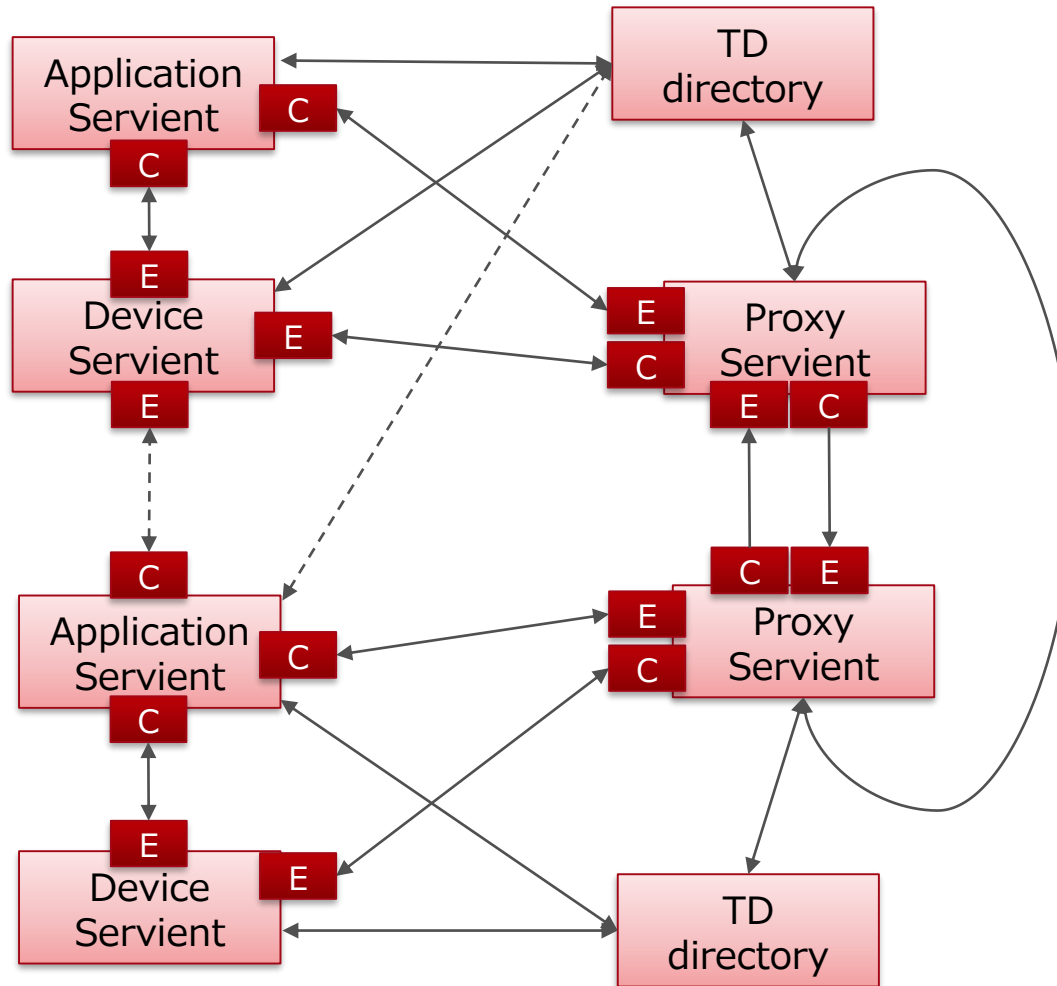 Application
Servient
C
C
TD
directory
E
Device
Servient
E
E
E
C
Proxy
Servient
E
C
C
Application
Servient
C
C
C
E
E
C
Proxy
Servient
E
Device
Servient
E
TD
directory